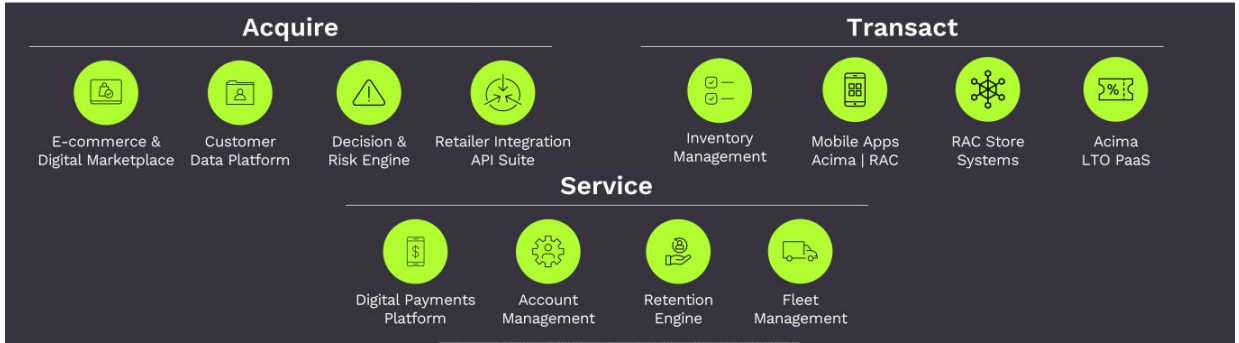 Acquire
E-commerce &
Digital Marketplace
Customer
Data Platform
Decision &
Risk Engine
Retailer Integration
API Suite
Transact
Inventory
Management
Mobile Apps
Acima | RAC
RAC Store
Systems
Acima
LTO PaaS
%
Service
$
Digital Payments
Platform
Account
Management
Retention
Engine
Fleet
Management